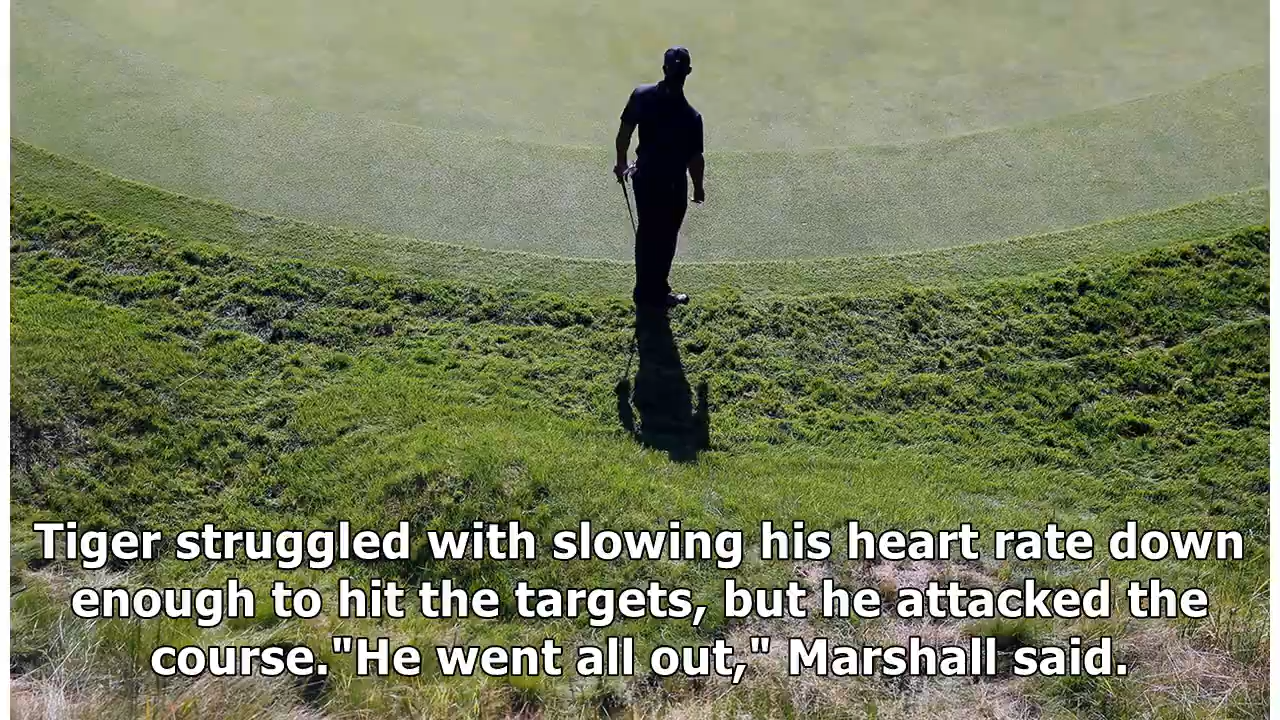 Tiger struggled with slowing his heart rate down
enough to hit the targets, but he attacked the
course."He went all out," Marshall said.